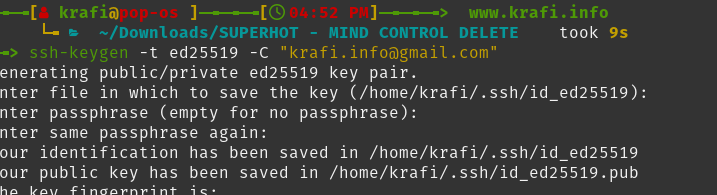 [ krafi@pop-os ]──────[ 04:52 PM]──────> www.krafi.info
~/Downloads/SUPERHOT - MIND CONTROL DELETE took 9s
─> ssh-keygen -t ed25519 -C "krafi.info@gmail.com"
enerating public/private ed25519 key pair.
nter file in which to save the key (/home/krafi/.ssh/id_ed25519):
nter passphrase (empty for no passphrase):
nter same passphrase again:
our identification has been saved in /home/krafi/.ssh/id_ed25519
our public key has been saved in /home/krafi/.ssh/id_ed25519.pub
he key fingerprint is: